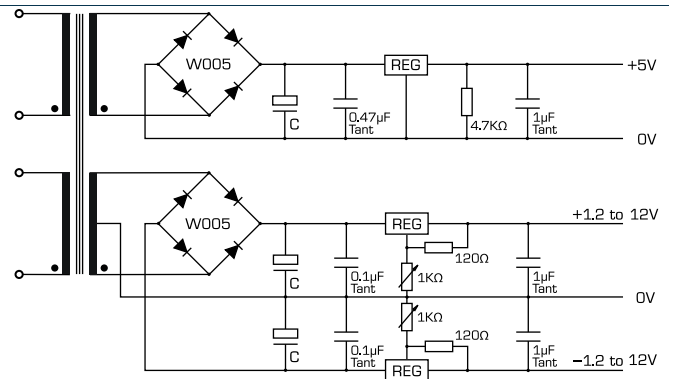 W005
REG
+5V
C
0.47µF
Tant
4.7KΩ
1µF
Tant
0V
W005
REG
+1.2 to 12V
120Ω
C
0.1µF
Tant
1KΩ
1µF
Tant
0V
1KΩ
C
0.1µF
Tant
120Ω
1µF
Tant
REG
–1.2 to 12V